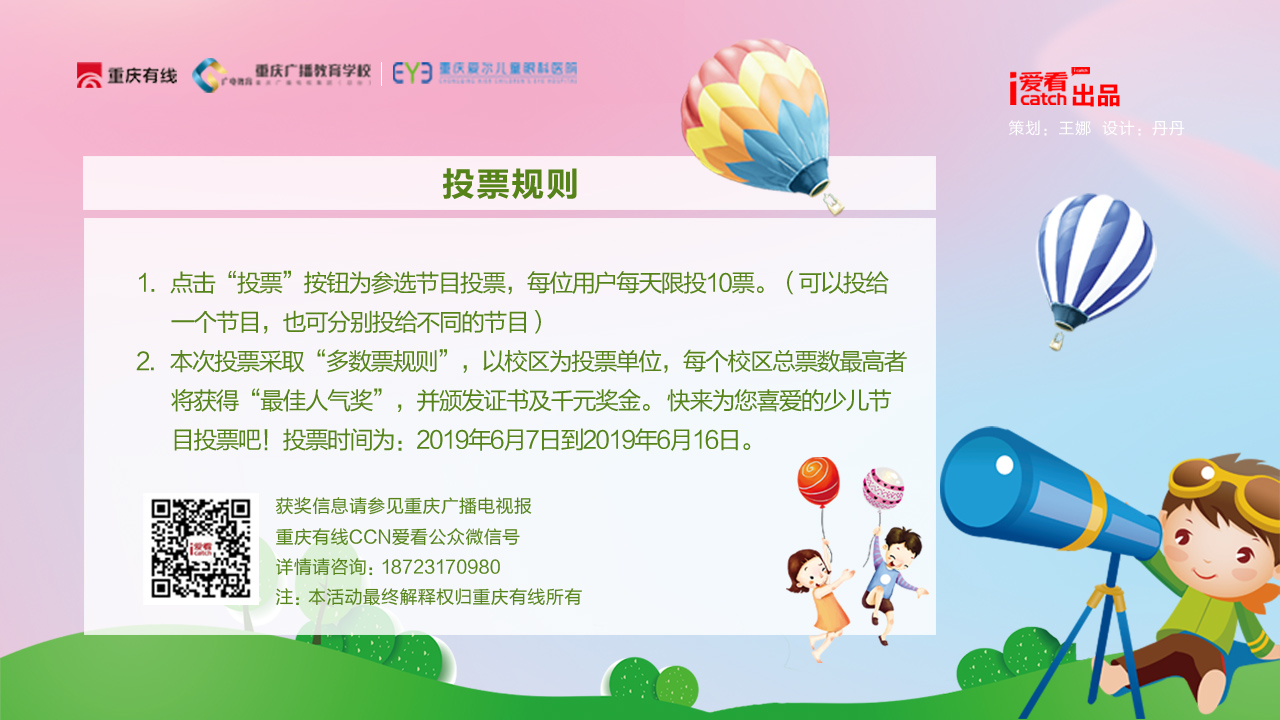 重庆有线
广电教育
重庆广播教育学校
EYE 重庆爱尔儿童眼科医院
i爱看
catch 出品
策划：王娜 设计：丹丹
投票规则
1. 点击“投票”按钮为参选节目投票，每位用户每天限投10票。（可以投给
一个节目，也可分别投给不同的节目）
2. 本次投票采取“多数票规则”，以校区为投票单位，每个校区总票数最高者
将获得“最佳人气奖”，并颁发证书及千元奖金。快来为您喜爱的少儿节
目投票吧！投票时间为：2019年6月7日到2019年6月16日。
i爱看
catch
获奖信息请参见重庆广播电视报
重庆有线CCN爱看公众微信号
详情请咨询：18723170980
注：本活动最终解释权归重庆有线所有